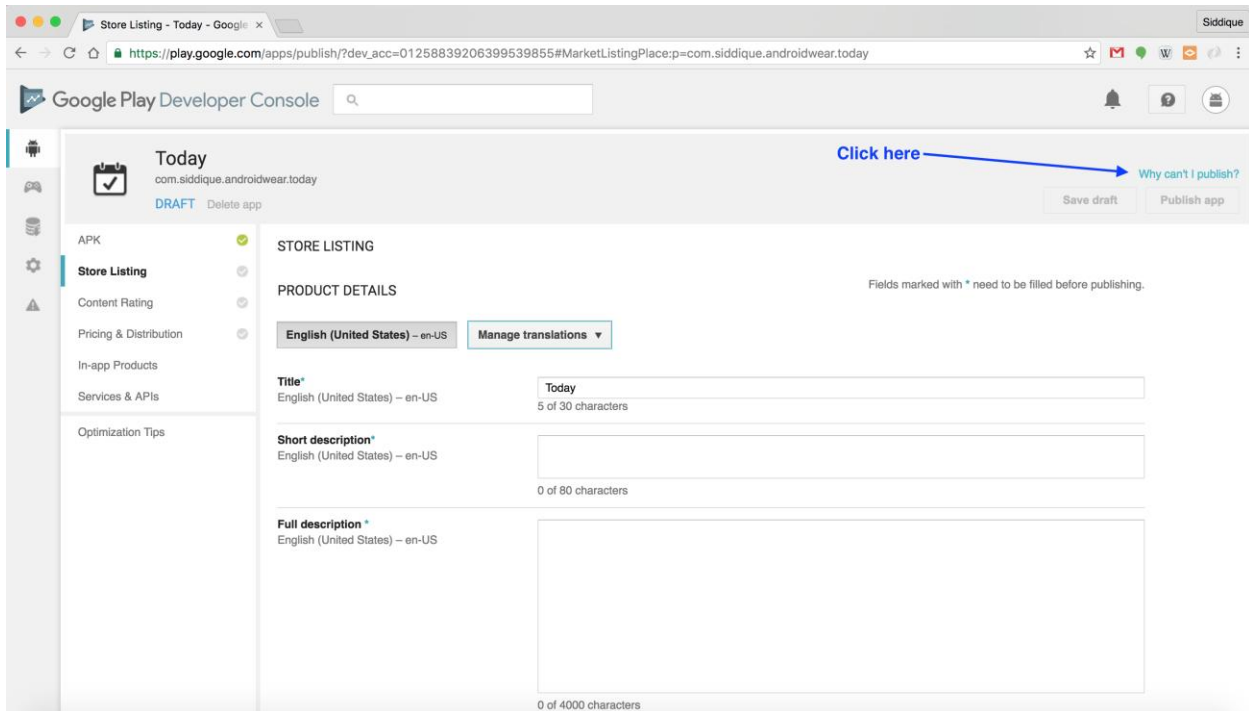 Store Listing - Today - Google
Siddique
https://play.google.com/apps/publish/?dev_acc=01258839206399539855#MarketListingPlace:p=com.siddique.androidwear.today
Google Play Developer Console
Today
com.siddique.androidwear.today
DRAFT Delete app
Click here
Why can't I publish?
Save draft
Publish app
APK
Store Listing
Content Rating
Pricing & Distribution
In-app Products
Services & APIs
Optimization Tips
STORE LISTING
PRODUCT DETAILS
Fields marked with * need to be filled before publishing.
English (United States) – en-US
Manage translations ▼
Title*
English (United States) – en-US
Today
5 of 30 characters
Short description*
English (United States) – en-US
0 of 80 characters
Full description *
English (United States) – en-US
0 of 4000 characters